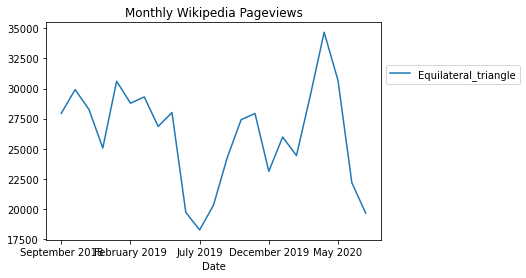 Monthly Wikipedia Pageviews
35000
32500
30000
27500
25000
22500
20000
17500
Equilateral_triangle
September 2018 February 2019 July 2019 December 2019 May 2020
Date